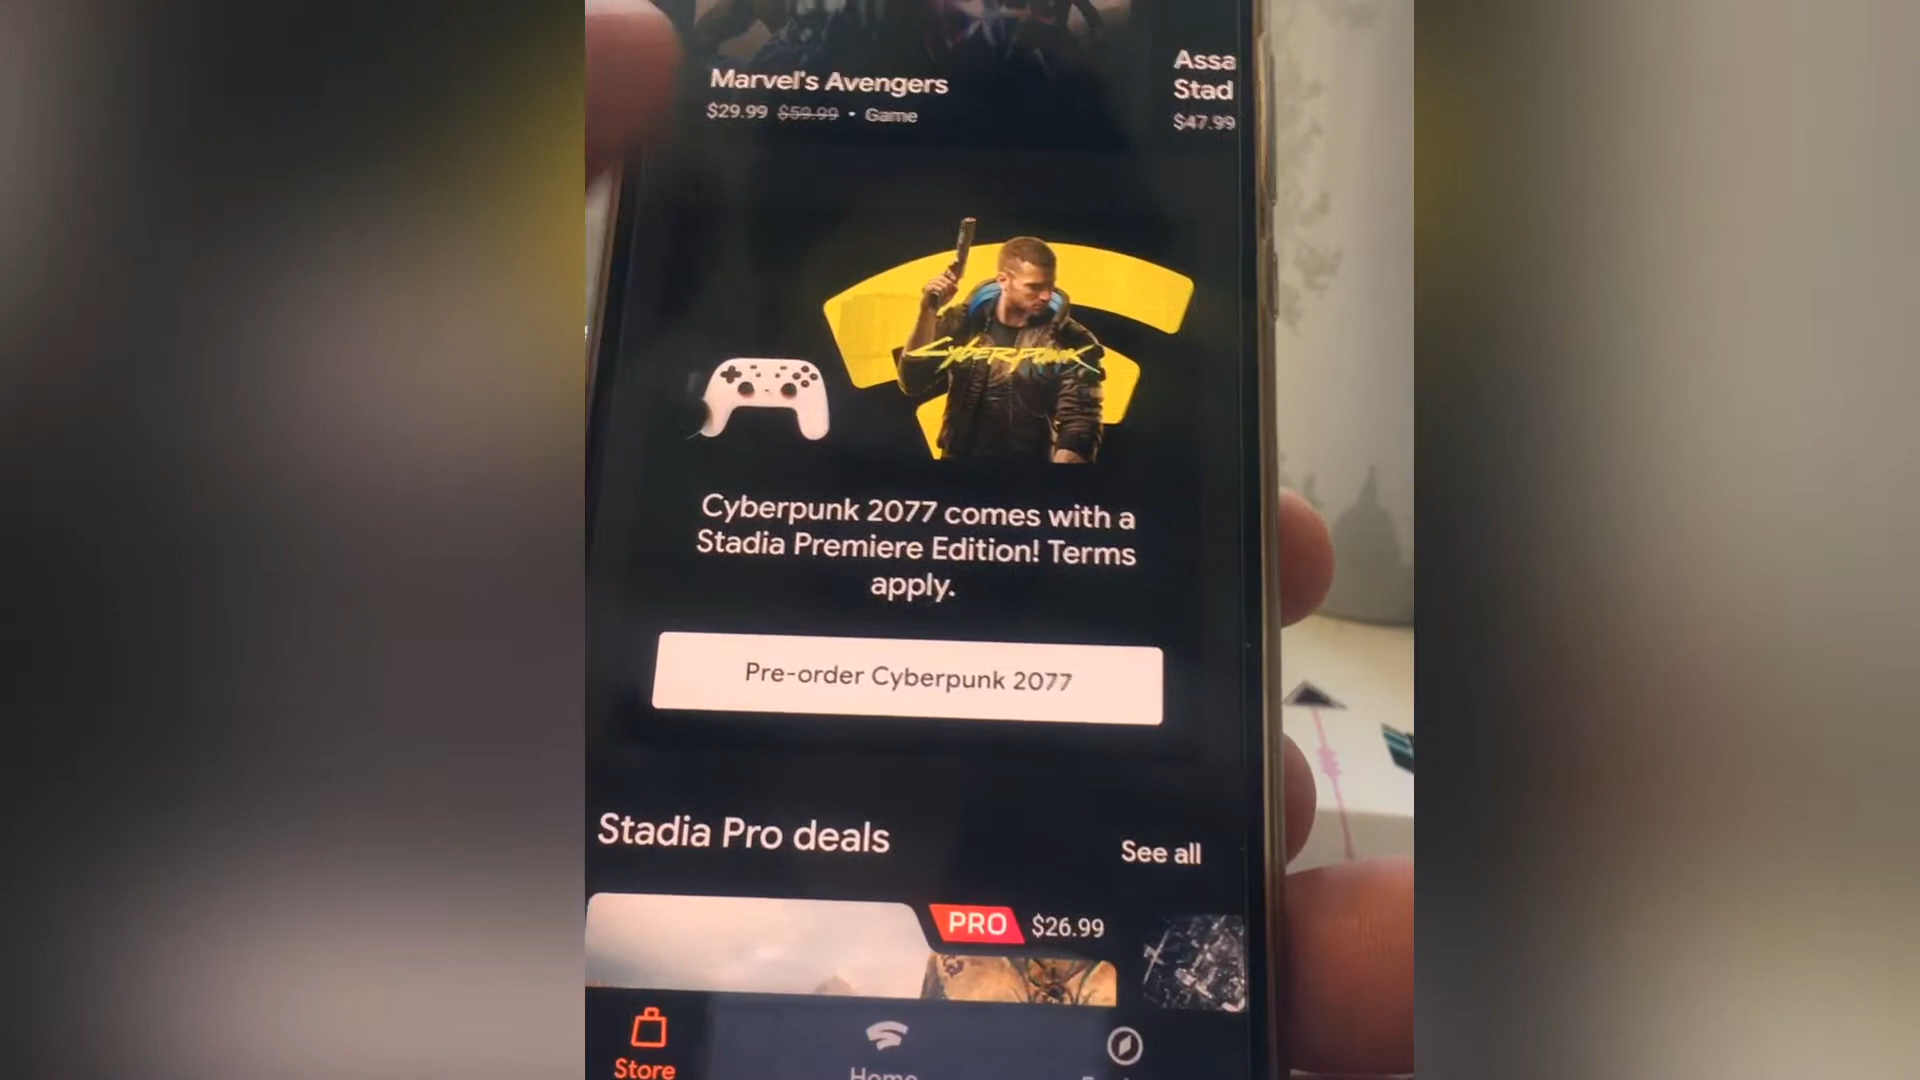 Marvel's Avengers
$29.99 $59.99 • Game
Assa
Stad
$47.99
CYBERPUNK
Cyberpunk 2077 comes with a
Stadia Premiere Edition! Terms
apply.
Pre-order Cyberpunk 2077
Stadia Pro deals
See all
PRO $26.99
Store
Home